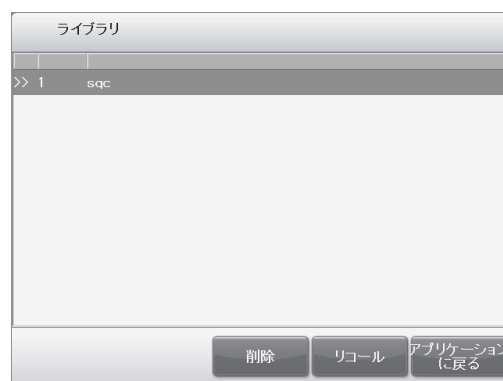 ライブラリ
>> 1 sqc
削除
リコール
アプリケーション
に戻る